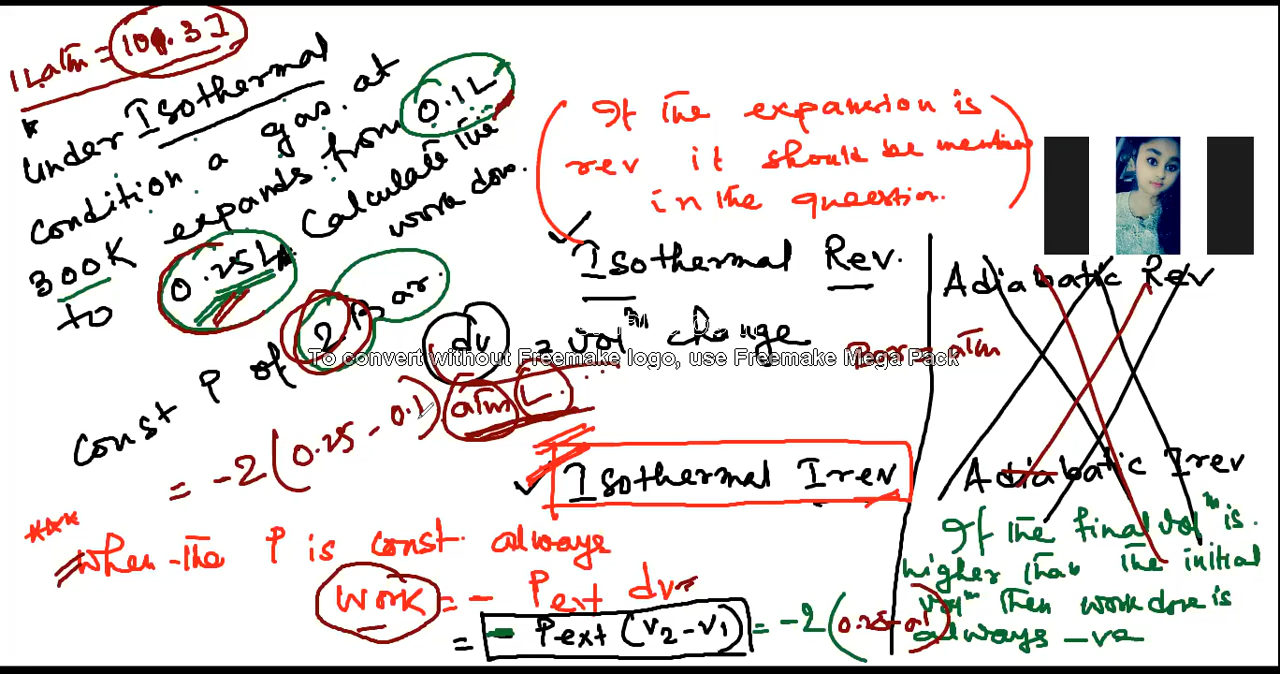 1 L atm = 101.3 J
* Under Isothermal
condition a gas at
300K expands from 0.1L
to 0.25L. Calculate the
work done.
Const P of 2 Bar.
dv = vol^m change
= -2 (0.25 - 0.1) atm L.
(If the expansion is
rev it should be mention
in the question.)
✓ Isothermal Rev.
✓ Isothermal Irev
Adiabatic Rev
Bar = atm
To convert without Freemake logo, use Freemake Mega Pack
Adiabatic Irev
*** When the P is const. always
Work = - Pext dv
= - Pext (V2 - V1) = -2 (0.25 - 0.1)
If the final vol^m is
higher than the initial
vol^m then work done is
always -ve